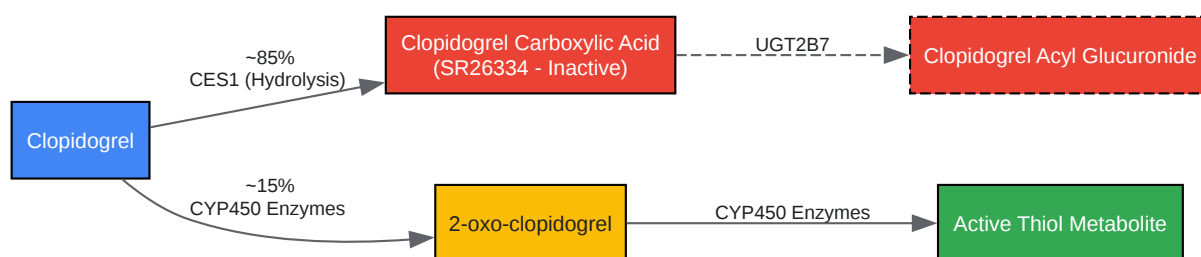 Clopidogrel
~85%
CES1 (Hydrolysis)
Clopidogrel Carboxylic Acid
(SR26334 - Inactive)
UGT2B7
Clopidogrel Acyl Glucuronide
~15%
CYP450 Enzymes
2-oxo-clopidogrel
CYP450 Enzymes
Active Thiol Metabolite